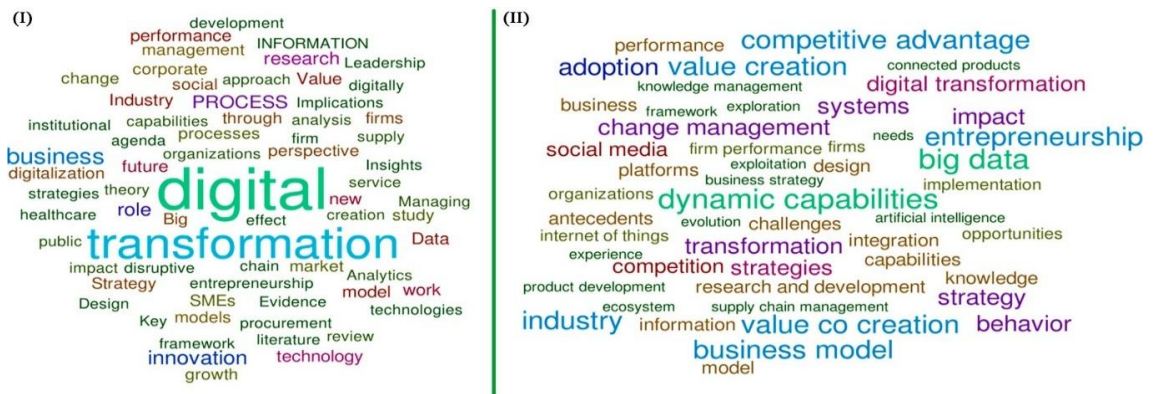 (I)
development
performance
management INFORMATION
research Leadership
corporate
change social approach Value digitally
Industry PROCESS Implications
institutional capabilities through analysis firms
agenda processes firm supply
business organizations perspective
digitalization future Insights
strategies theory digital service
new Managing
healthcare role Big effect creation study
public transformation Data
impact disruptive chain market Analytics
Strategy entrepreneurship model work
Design SMEs Evidence technologies
Key models procurement
framework literature review
innovation technology
growth
(II)
performance competitive advantage
adoption value creation connected products
knowledge management digital transformation
business framework exploration systems impact
change management needs entrepreneurship
social media firm performance firms big data
platforms exploitation design
business strategy implementation
organizations dynamic capabilities
antecedents evolution challenges artificial intelligence
internet of things transformation integration opportunities
experience capabilities
competition strategies knowledge
product development research and development strategy
ecosystem supply chain management
industry information value co creation behavior
business model
model